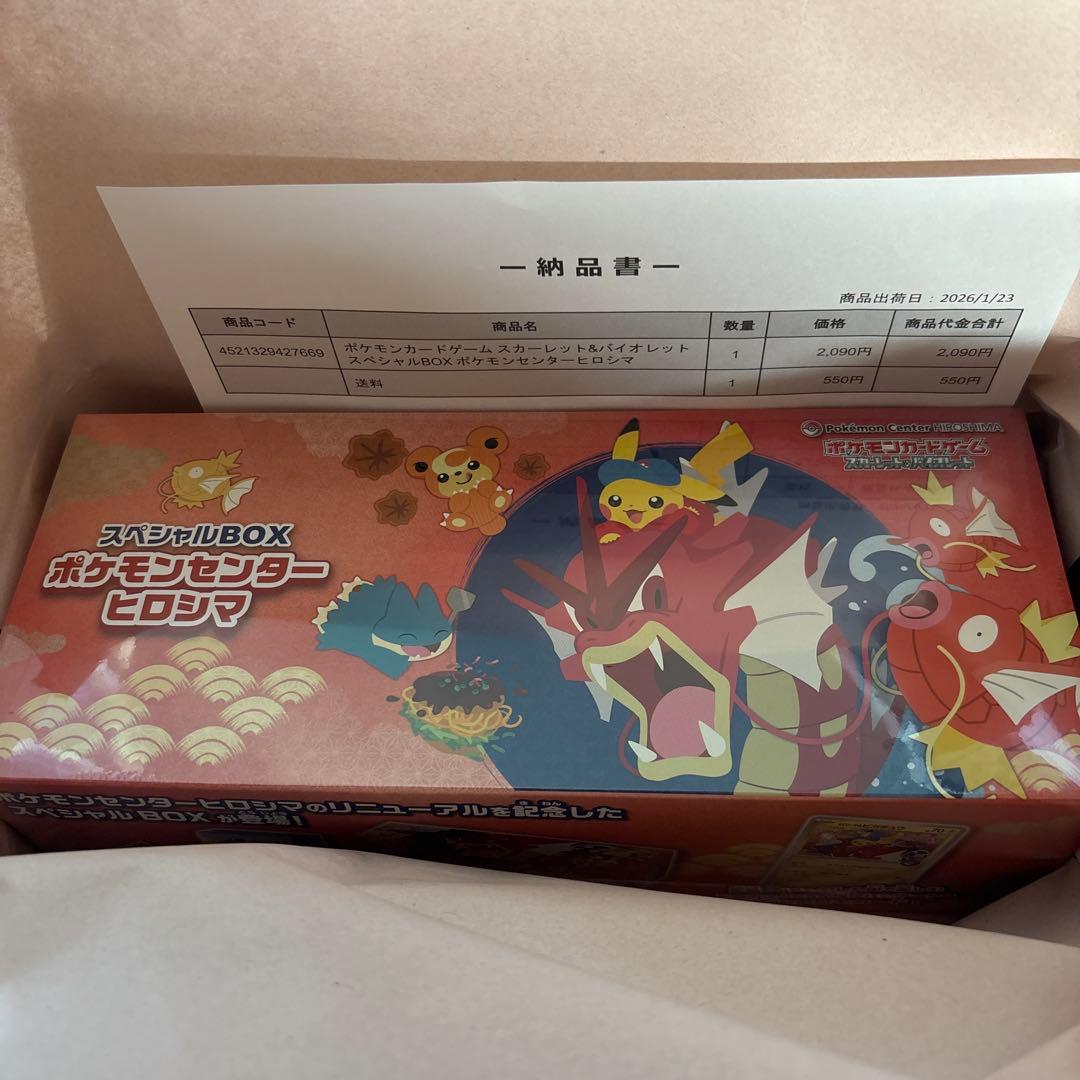 ー納品書ー
商品出荷日：2026/1/23
商品コード 商品名 数量 価格 商品代金合計
4521329427669 ポケモンカードゲーム スカーレット&バイオレット スペシャルBOX ポケモンセンターヒロシマ 1 2,090円 2,090円
送料 1 550円 550円
Pokémon Center HIROSHIMA
ポケモンカードゲーム
スカーレット&バイオレット
スペシャルBOX
ポケモンセンター
ヒロシマ
ポケモンセンターヒロシマのリニューアルを記念した
スペシャルBOXが登場！